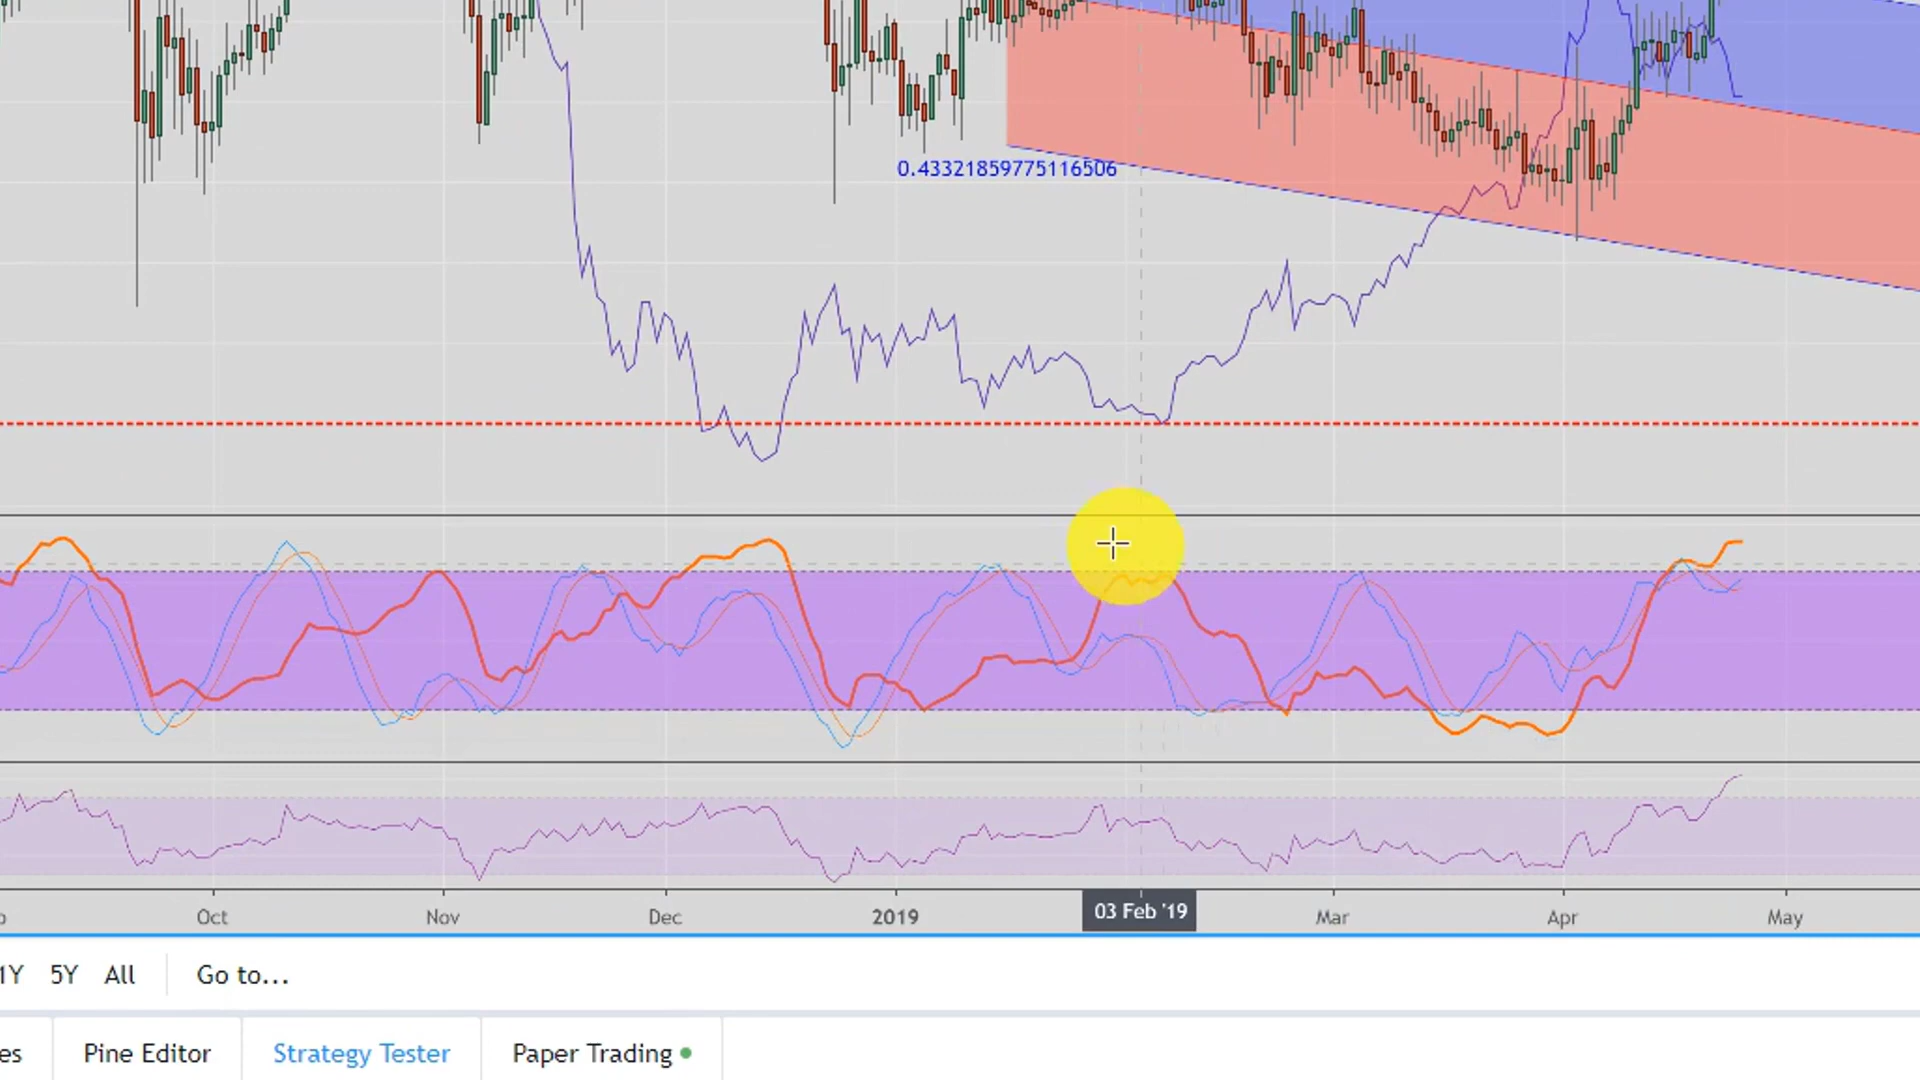 0.43321859775116506
Oct Nov Dec 2019 03 Feb '19 Mar Apr May
1Y 5Y All Go to...
es Pine Editor Strategy Tester Paper Trading